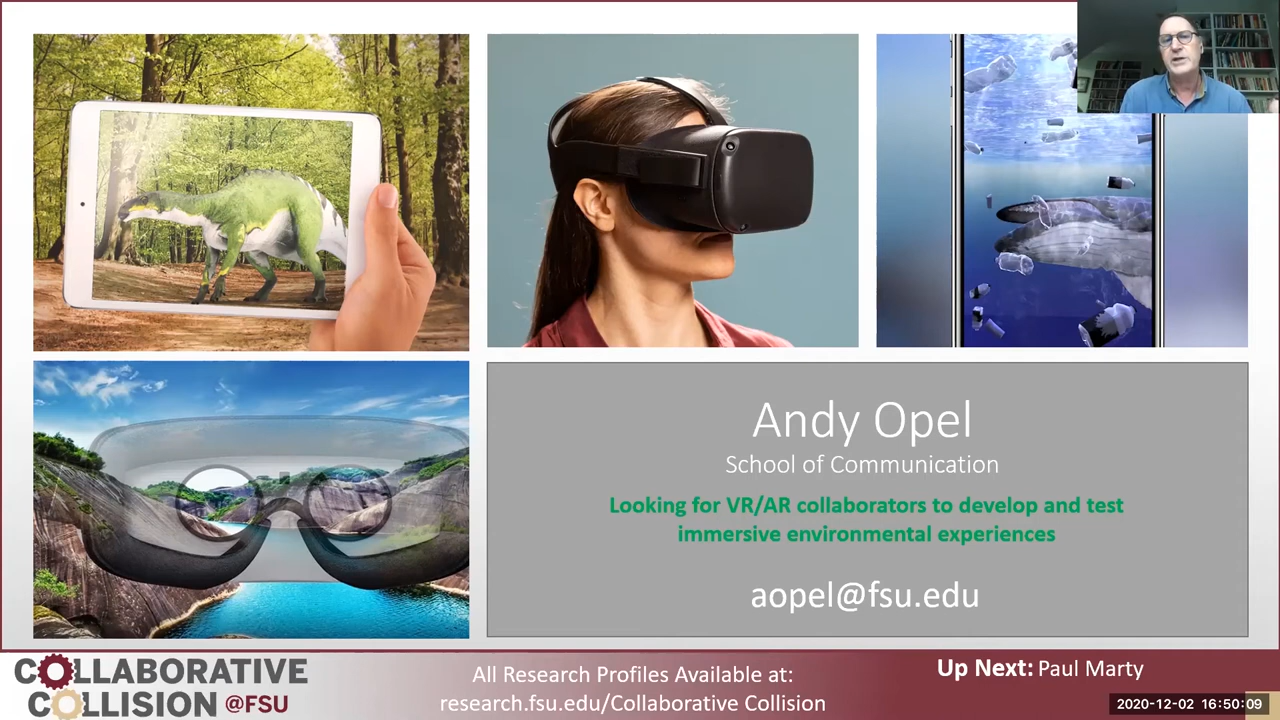 Andy Opel
School of Communication
Looking for VR/AR collaborators to develop and test
immersive environmental experiences
aopel@fsu.edu
COLLABORATIVE
COLLISION @FSU
All Research Profiles Available at:
research.fsu.edu/Collaborative Collision
Up Next: Paul Marty
2020-12-02 16:50:09